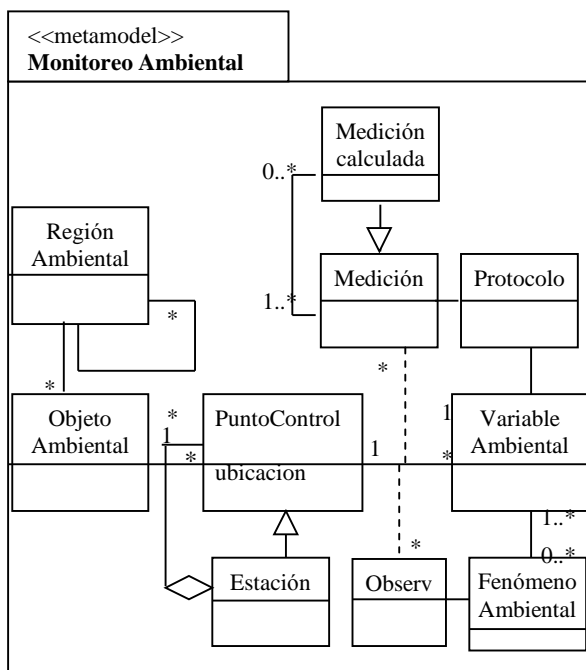 <<metamodel>>
Monitoreo Ambiental
Medición
calculada
0..*
Región
Ambiental
*
1..*
Medición
Protocolo
*
*
Objeto
Ambiental
*
1
*
PuntoControl
ubicacion
1
1
*
Variable
Ambiental
1..*
0..*
*
Estación
Observ
Fenómeno
Ambiental